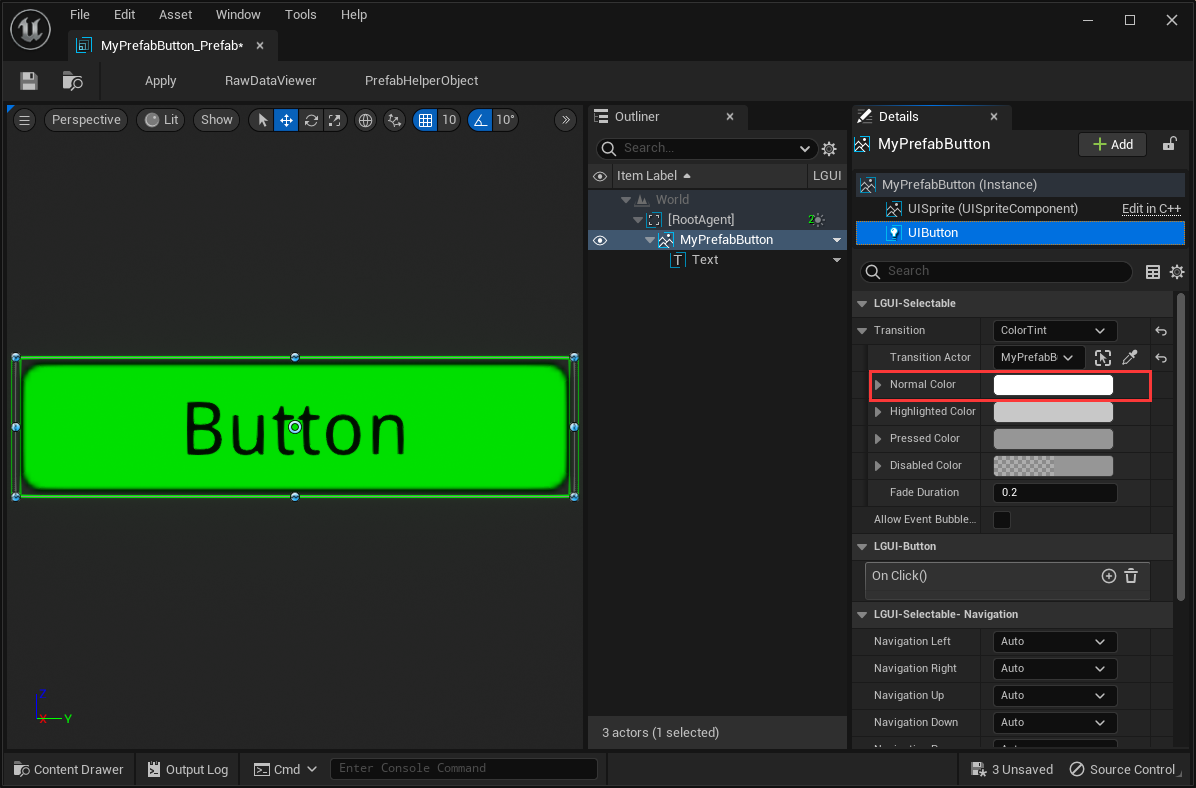 File Edit Asset Window Tools Help
MyPrefabButton_Prefab*
Apply RawDataViewer PrefabHelperObject
Perspective Lit Show 10 10°
Button
X Y Z
Outliner
Search...
Item Label LGUI
World
[RootAgent] 2
MyPrefabButton
Text
3 actors (1 selected)
Details
MyPrefabButton Add
MyPrefabButton (Instance)
UISprite (UISpriteComponent) Edit in C++
UIButton
Search
LGUI-Selectable
Transition ColorTint
Transition Actor MyPrefabB
Normal Color
Highlighted Color
Pressed Color
Disabled Color
Fade Duration 0.2
Allow Event Bubble...
LGUI-Button
On Click()
LGUI-Selectable- Navigation
Navigation Left Auto
Navigation Right Auto
Navigation Up Auto
Navigation Down Auto
Content Drawer Output Log Cmd Enter Console Command 3 Unsaved Source Control